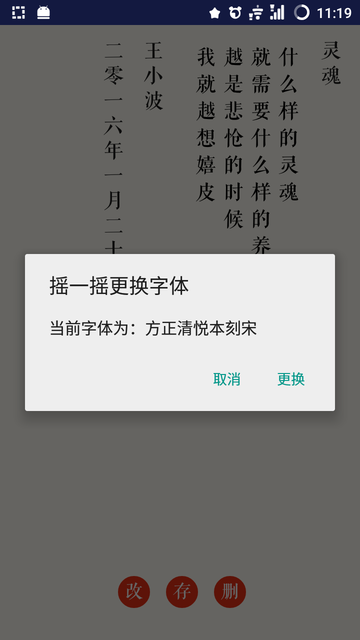 11:19
灵魂
什么样的灵魂
就需要什么样的养
越是悲怆的时候
我就越想嬉皮
王小波
二零一六年一月二十
摇一摇更换字体
当前字体为：方正清悦本刻宋
取消
更换
改
存
删